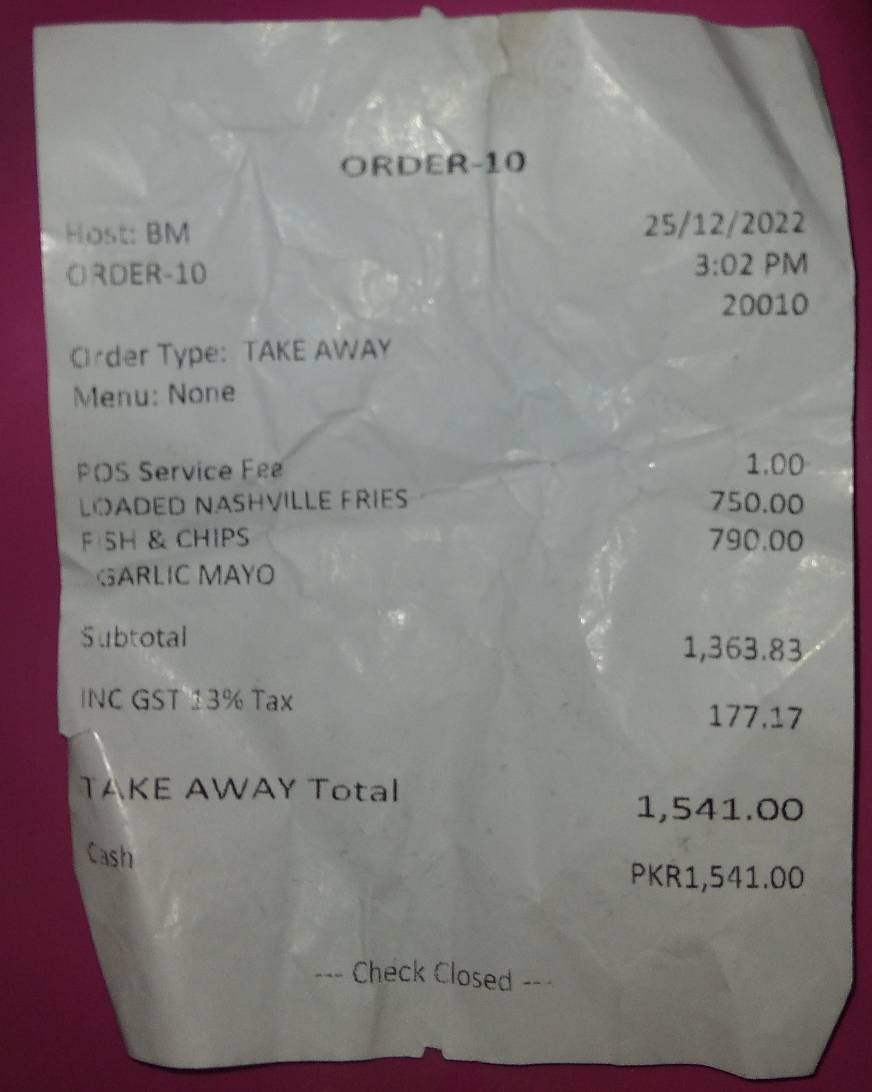 ORDER-10
Host: BM 25/12/2022
ORDER-10 3:02 PM
20010
Order Type: TAKE AWAY
Menu: None
POS Service Fee 1.00
LOADED NASHVILLE FRIES 750.00
FISH & CHIPS 790.00
GARLIC MAYO
Subtotal 1,363.83
INC GST 13% Tax 177.17
TAKE AWAY Total 1,541.00
Cash PKR1,541.00
--- Check Closed ---